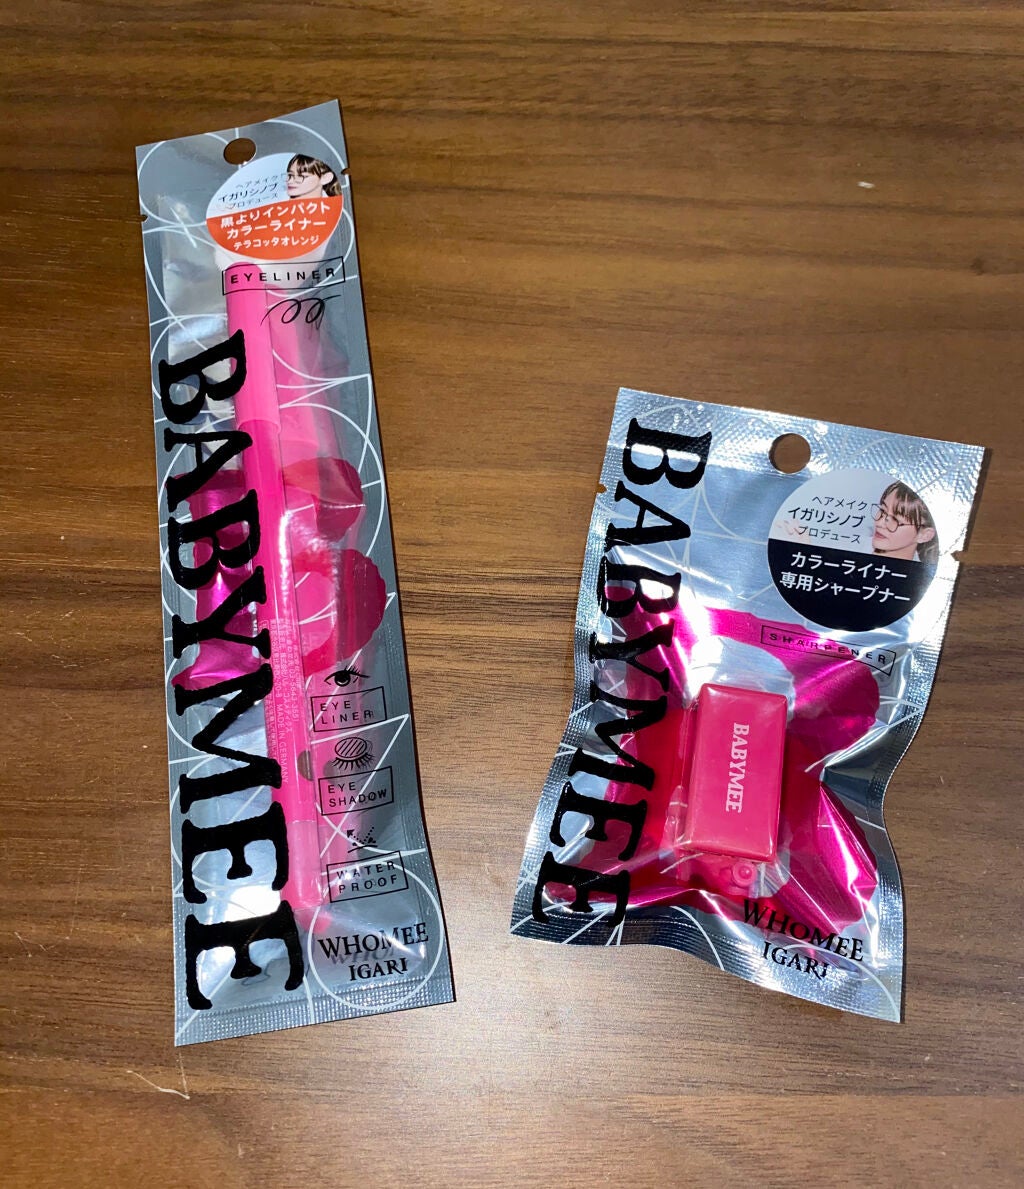 ヘアメイク
イガリシノブ
プロデュース
黒よりインパクト
カラーライナー
テラコッタオレンジ
EYELINER
BABYMEE
MADE IN GERMANY
EYE
LINER
EYE
SHADOW
WATER
PROOF
WHOMEE
IGARI
BABYMEE
ヘアメイク
イガリシノブ
プロデュース
カラーライナー
専用シャープナー
SHARPENER
BABYMEE
WHOMEE
IGARI